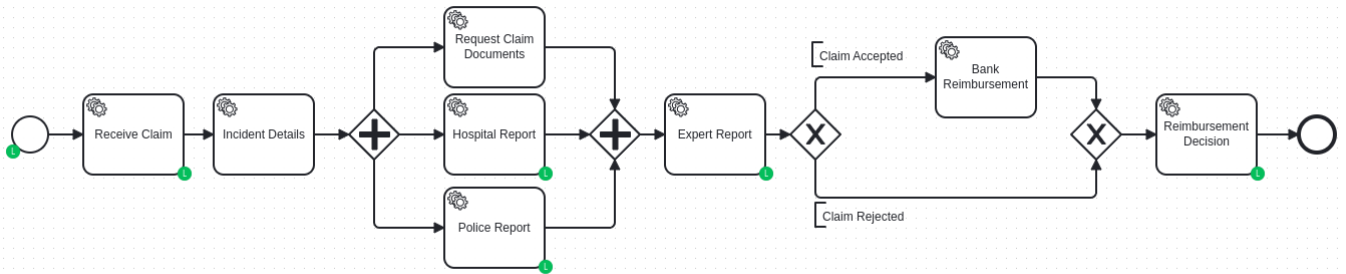 Request Claim
Documents
Claim Accepted
Bank
Reimbursement
Receive Claim
Incident Details
Hospital Report
Expert Report
X
X
Reimbursement
Decision
L
L
L
L
L
Police Report
Claim Rejected
L